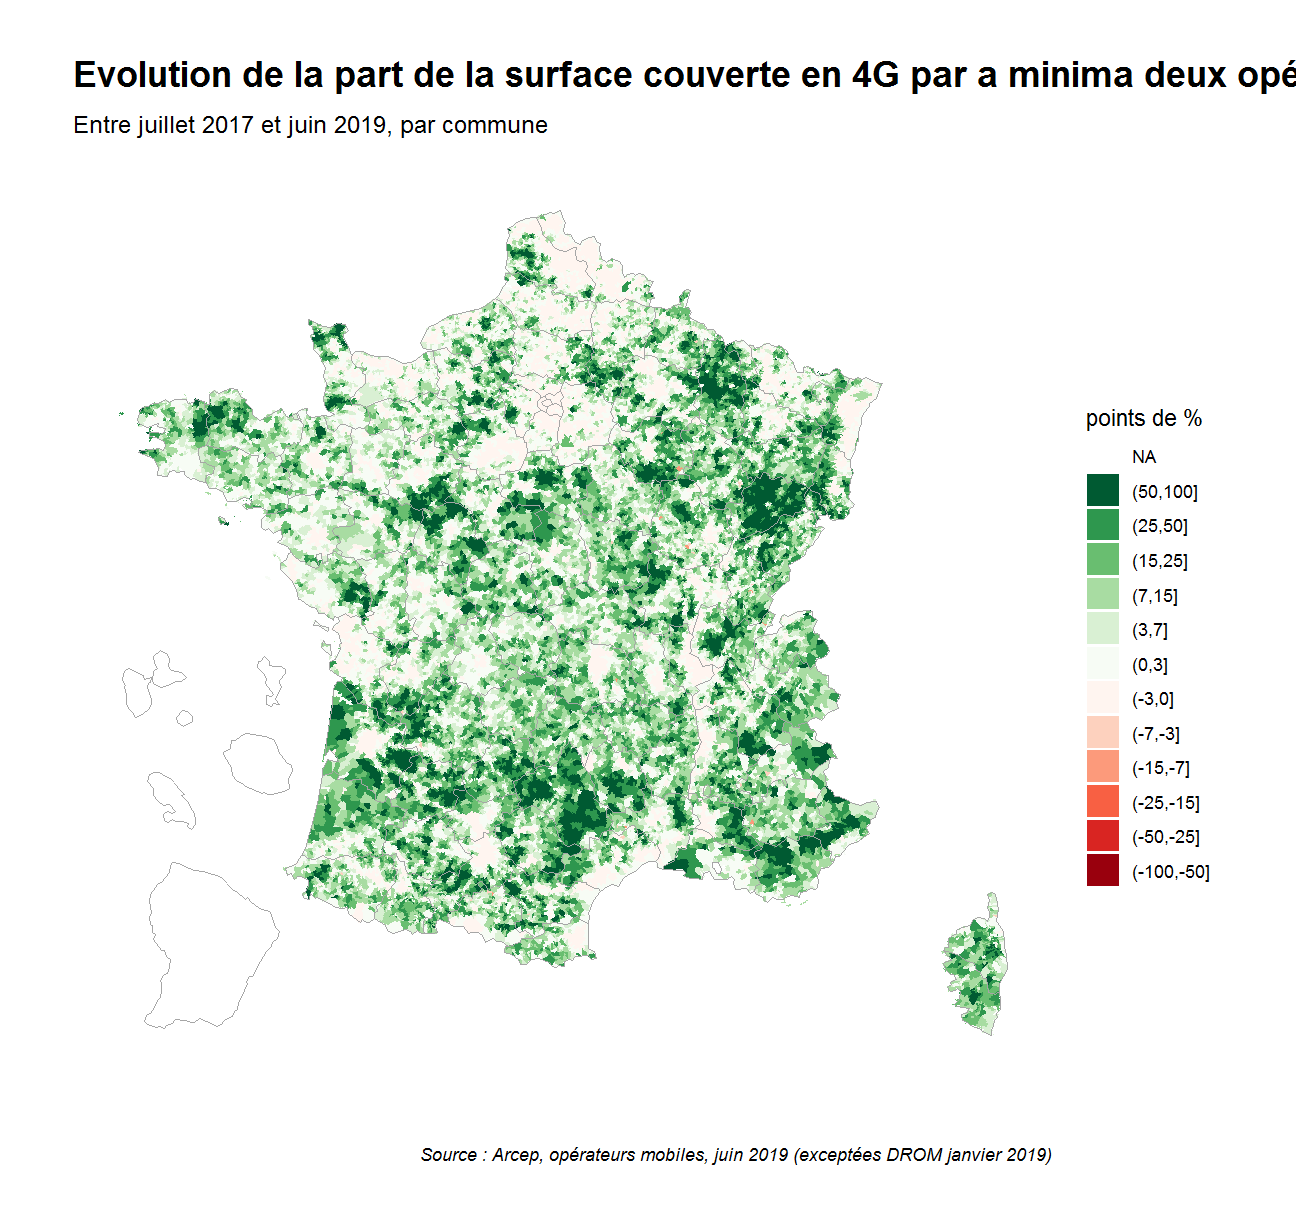 Evolution de la part de la surface couverte en 4G par a minima deux opé
Entre juillet 2017 et juin 2019, par commune
points de %
NA
(50,100]
(25,50]
(15,25]
(7,15]
(3,7]
(0,3]
(-3,0]
(-7,-3]
(-15,-7]
(-25,-15]
(-50,-25]
(-100,-50]
Source : Arcep, opérateurs mobiles, juin 2019 (exceptées DROM janvier 2019)